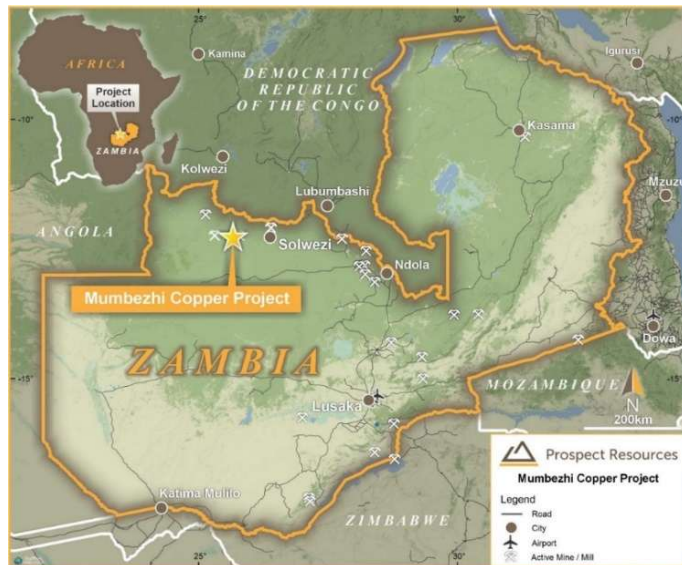 AFRICA
Project
Location
ZAMBIA
25°
30°
Kamina
DEMOCRATIC
REPUBLIC
OF THE CONGO
Igurusi
-10°
Kasama
Kolwezi
Lubumbashi
Mzuzu
ANGOLA
Solwezi
Ndola
Mumbezhi Copper Project
Dowa
ZAMBIA
-15°
MOZAMBIQUE
Lusaka
N
200km
Prospect Resources
Mumbezhi Copper Project
Legend
Road
City
Airport
Active Mine / Mill
Katima Mulilo
ZIMBABWE
25°
30°